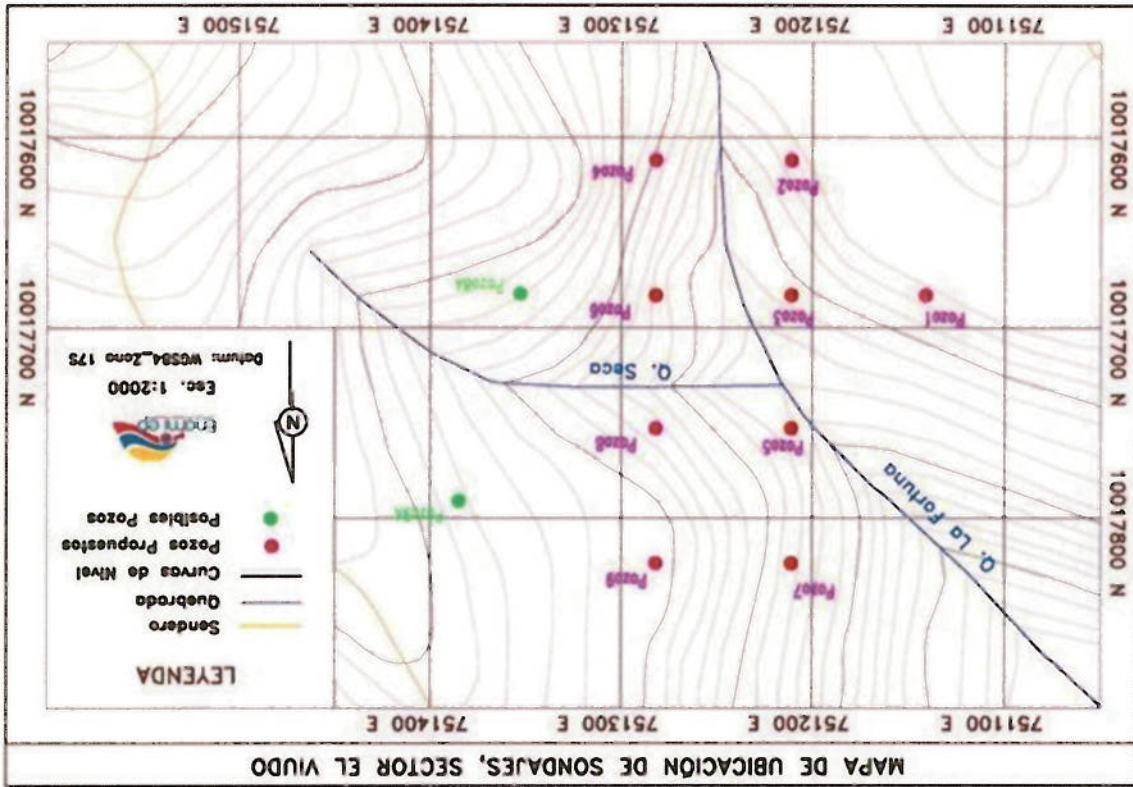 MAPA DE UBICACIÓN DE SONDAJES, SECTOR EL VIUDO
751100 E
751200 E
751300 E
751400 E
LEYENDA
Sendero
Quebrada
Curvas de Nivel
Pozos Propuestos
Posibles Pozos
Enami ep
Esc. 1:2000
Datum: WGS84_Zona 17S
N
10017800 N
10017700 N
10017600 N
Q. La Fortuna
Pozo7
Pozo9
Pozo5
Pozo8
Q. Seca
Pozo1
Pozo3
Pozo6
Pozo2
Pozo4
10017800 N
10017700 N
10017600 N
751100 E
751200 E
751300 E
751400 E
751500 E